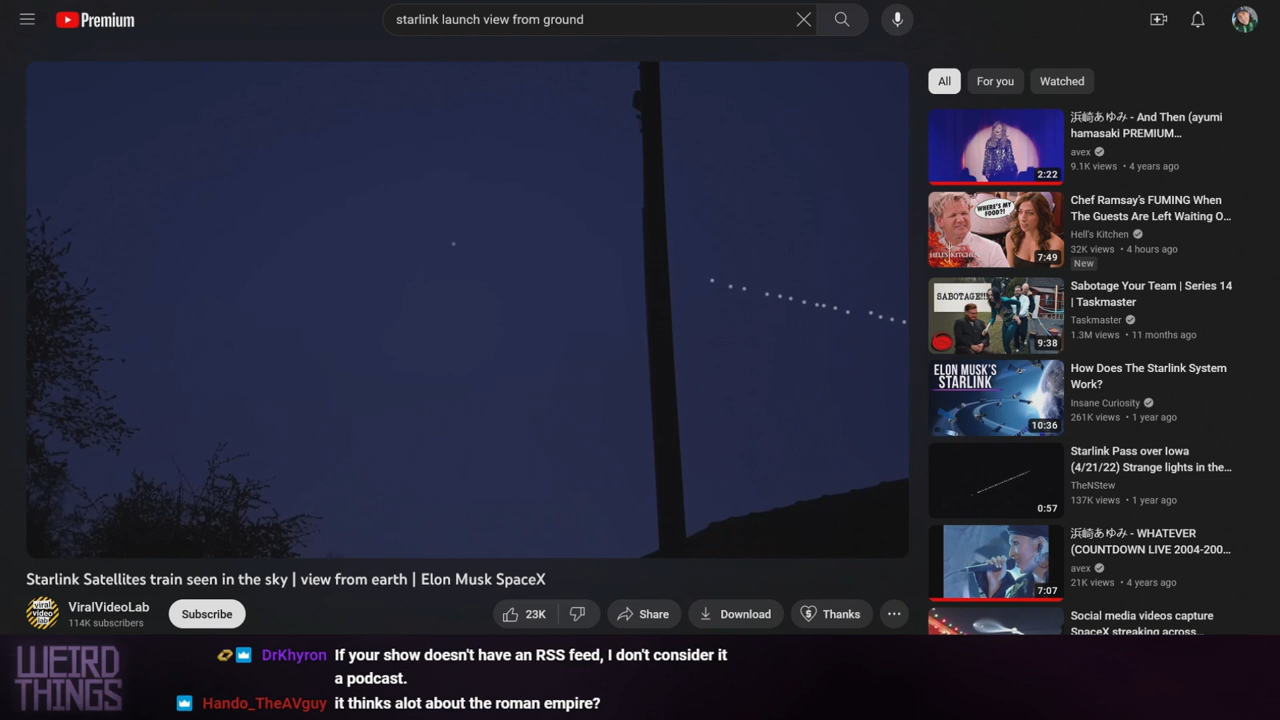 Premium
starlink launch view from ground
All
For you
Watched
浜崎あゆみ - And Then (ayumi
hamasaki PREMIUM...
avex
9.1K views • 4 years ago
2:22
WHERE'S MY
FOOD?!
Chef Ramsay's FUMING When
The Guests Are Left Waiting O...
Hell's Kitchen
32K views • 4 hours ago
New
7:49
SABOTAGE!!!
Sabotage Your Team | Series 14
| Taskmaster
Taskmaster
1.3M views • 11 months ago
9:38
ELON MUSK'S
STARLINK
How Does The Starlink System
Work?
Insane Curiosity
261K views • 1 year ago
10:36
Starlink Pass over Iowa
(4/21/22) Strange lights in the...
TheNStew
137K views • 1 year ago
0:57
浜崎あゆみ - WHATEVER
(COUNTDOWN LIVE 2004-200...
avex
21K views • 4 years ago
7:07
Social media videos capture
SpaceX streaking across...
Starlink Satellites train seen in the sky | view from earth | Elon Musk SpaceX
viral
video
lab
ViralVideoLab
114K subscribers
Subscribe
23K
Share
Download
Thanks
WEIRD
THINGS
DrKhyron If your show doesn't have an RSS feed, I don't consider it
a podcast.
Hando_TheAVguy it thinks alot about the roman empire?